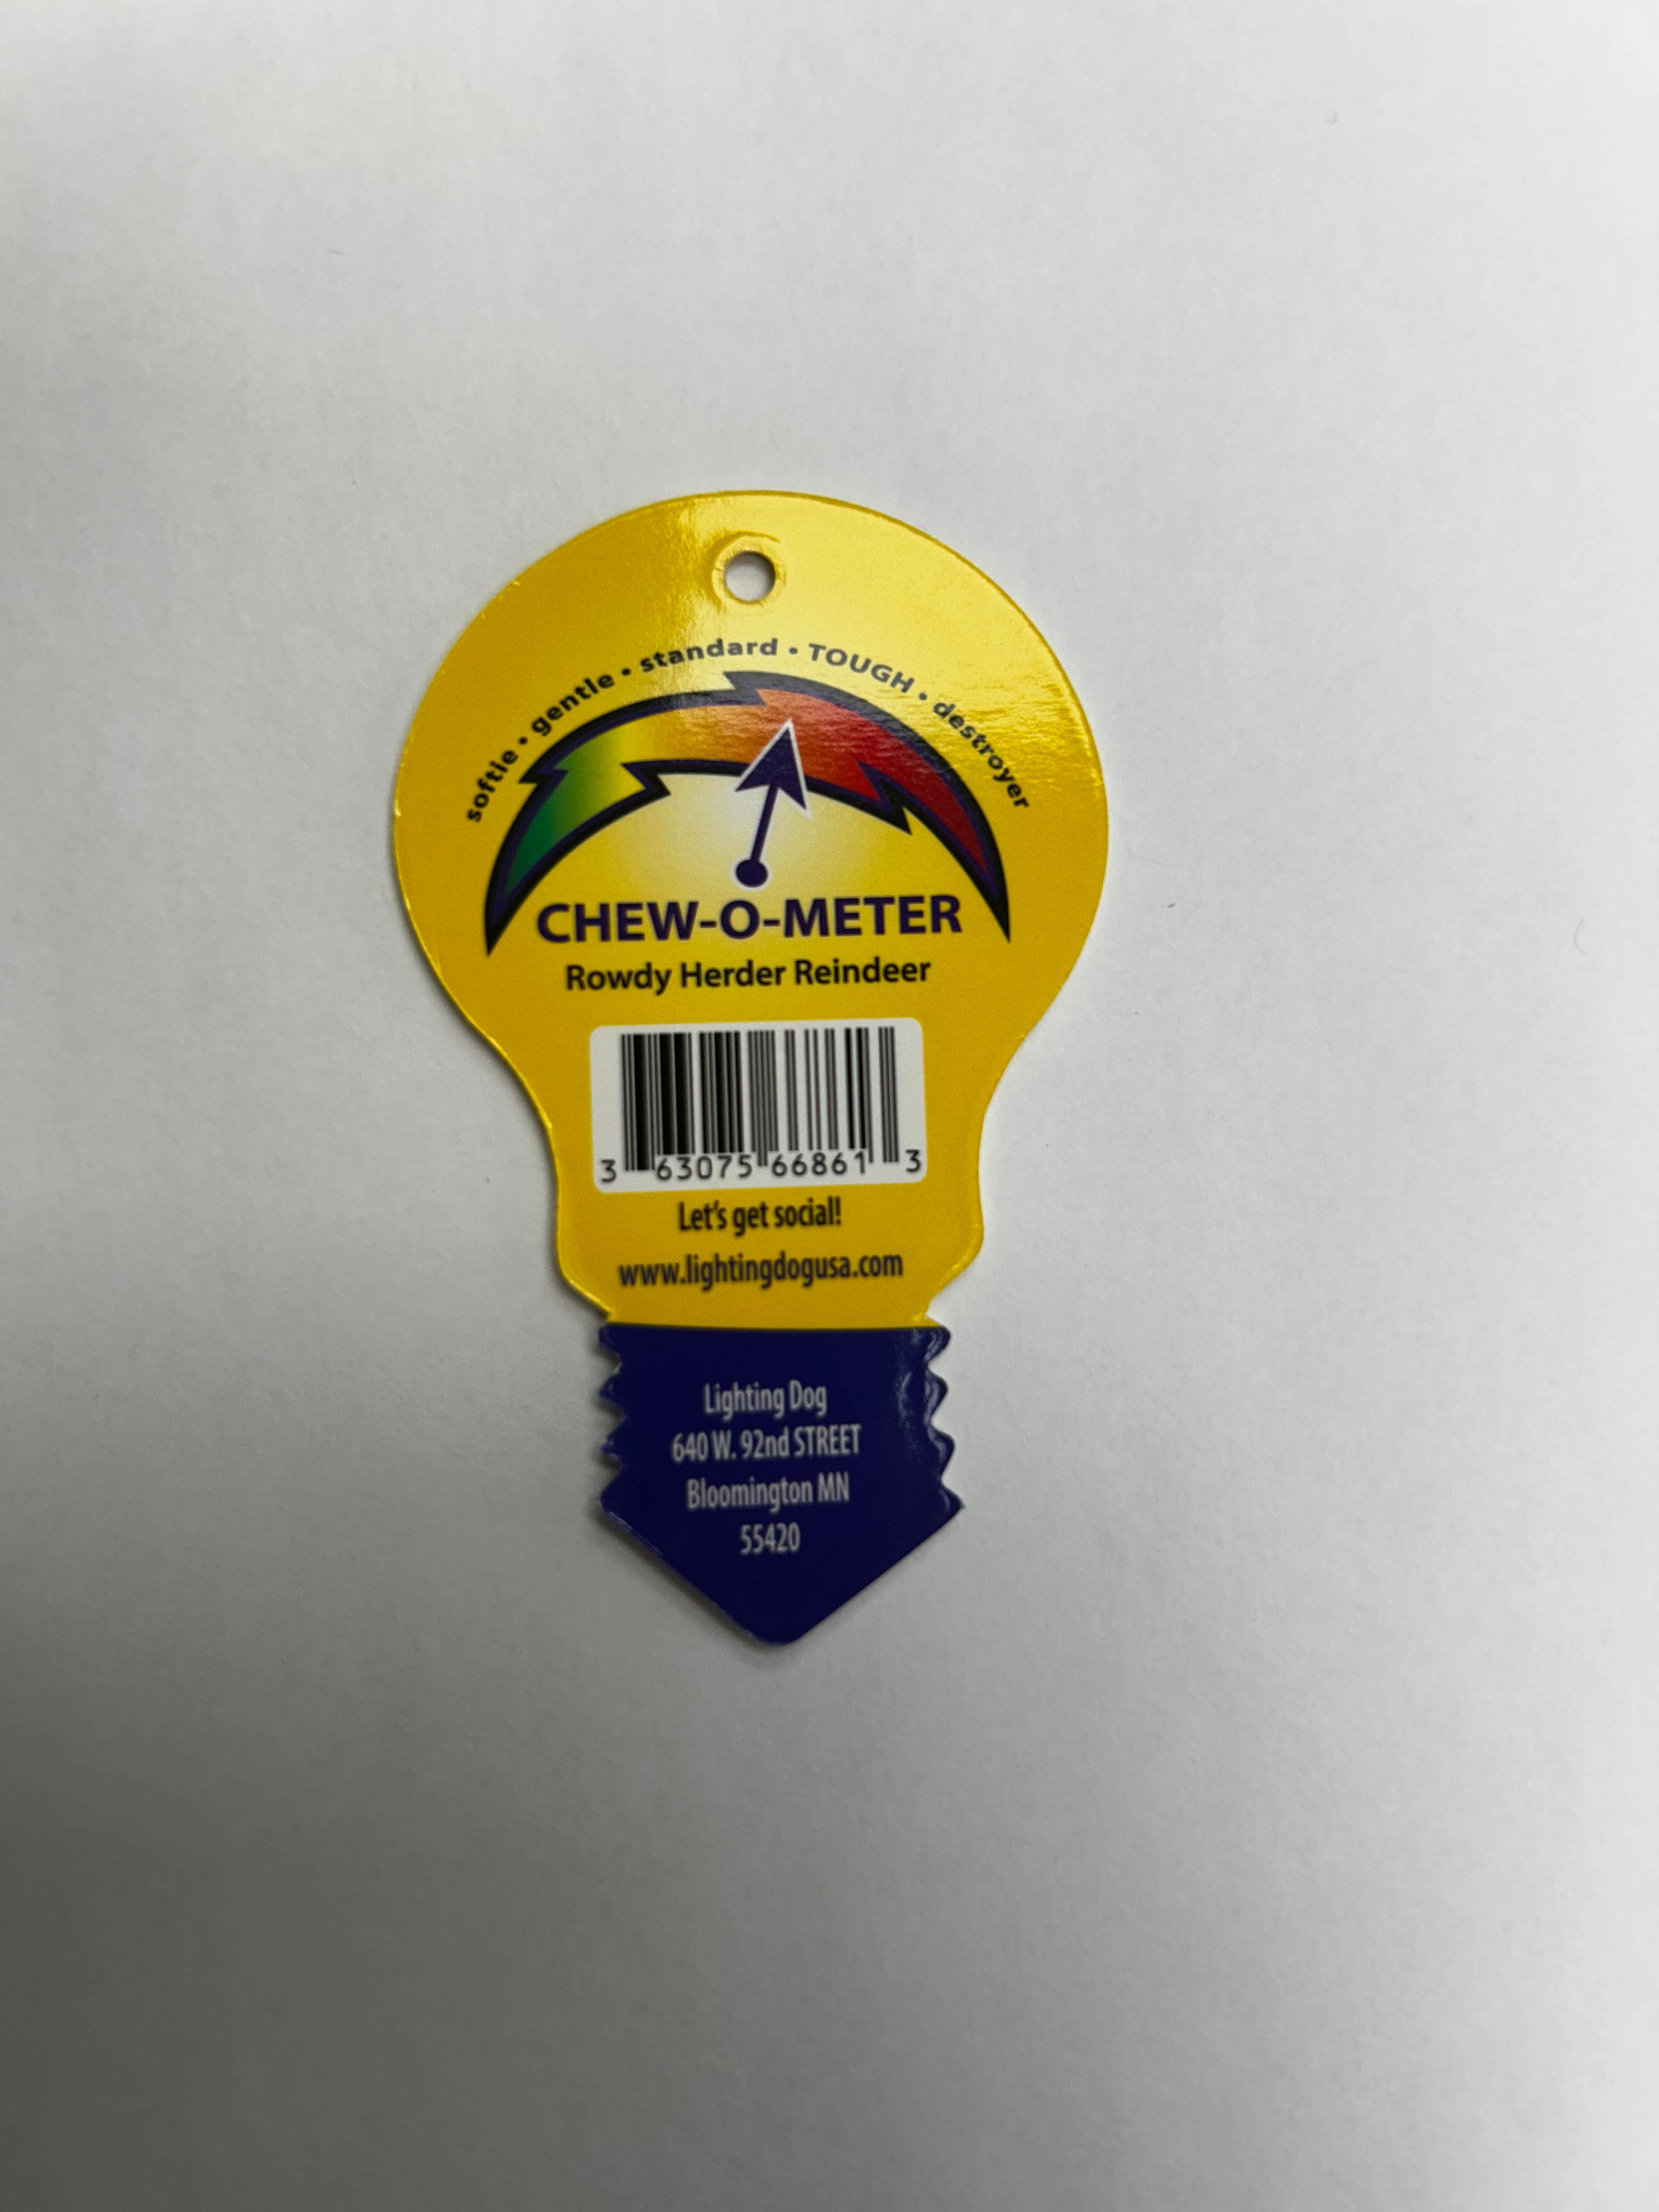 softie • gentle • standard • TOUGH • destroyer
CHEW-O-METER
Rowdy Herder Reindeer
3 63075 66861 3
Let's get social!
www.lightingdogusa.com
Lighting Dog
640 W. 92nd STREET
Bloomington MN
55420